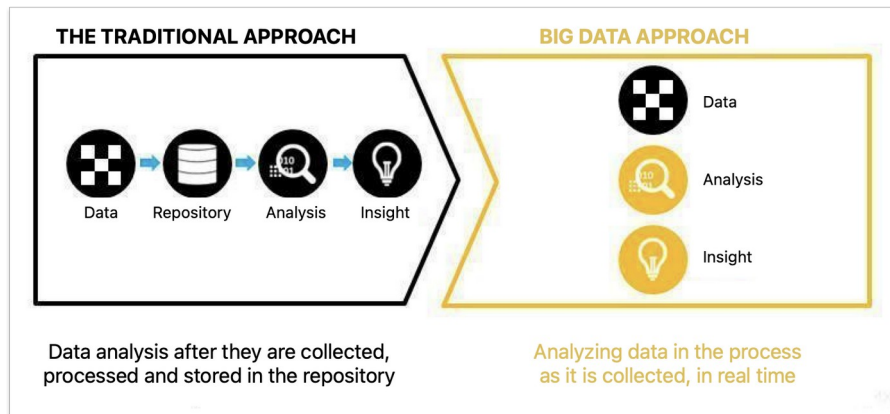 THE TRADITIONAL APPROACH
Data
Repository
Analysis
Insight
Data analysis after they are collected,
processed and stored in the repository
BIG DATA APPROACH
Data
Analysis
Insight
Analyzing data in the process
as it is collected, in real time